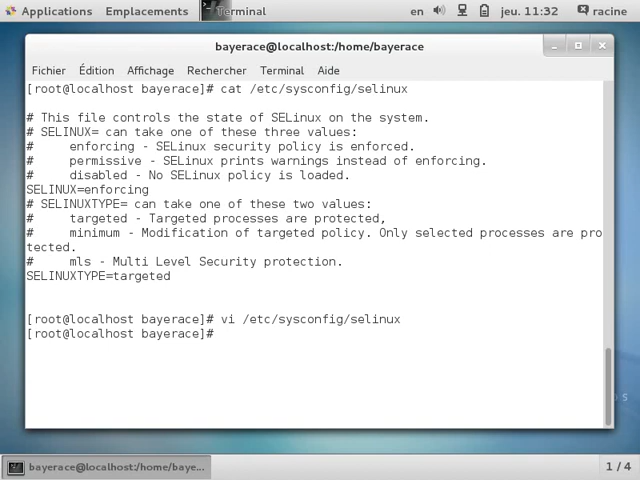 Applications Emplacements Terminal en jeu. 11:32 racine
bayerace@localhost:/home/bayerace
Fichier Édition Affichage Rechercher Terminal Aide
[root@localhost bayerace]# cat /etc/sysconfig/selinux
# This file controls the state of SELinux on the system.
# SELINUX= can take one of these three values:
#     enforcing - SELinux security policy is enforced.
#     permissive - SELinux prints warnings instead of enforcing.
#     disabled - No SELinux policy is loaded.
SELINUX=enforcing
# SELINUXTYPE= can take one of these two values:
#     targeted - Targeted processes are protected,
#     minimum - Modification of targeted policy. Only selected processes are pro
tected.
#     mls - Multi Level Security protection.
SELINUXTYPE=targeted
[root@localhost bayerace]# vi /etc/sysconfig/selinux
[root@localhost bayerace]#
bayerace@localhost:/home/baye... 1 / 4